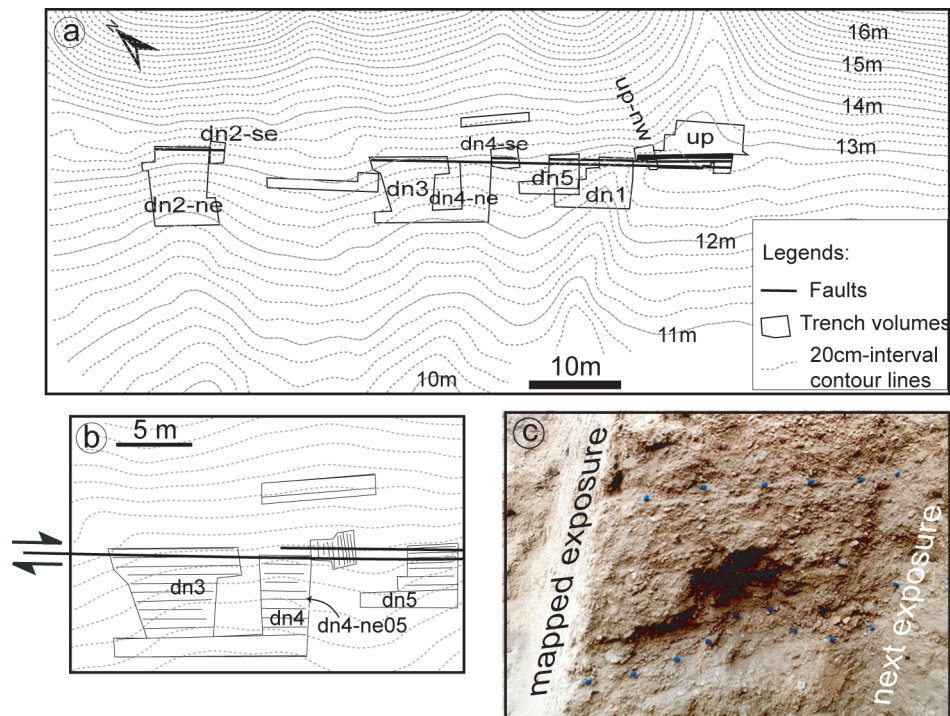 a
16m
15m
14m
13m
12m
11m
10m
dn2-se
dn2-ne
dn3
dn4-se
dn4-ne
dn5
dn1
up-nw
up
10m
Legends:
Faults
Trench volumes
20cm-interval
contour lines
b
5 m
dn3
dn4
dn4-ne05
dn5
c
mapped exposure
next exposure